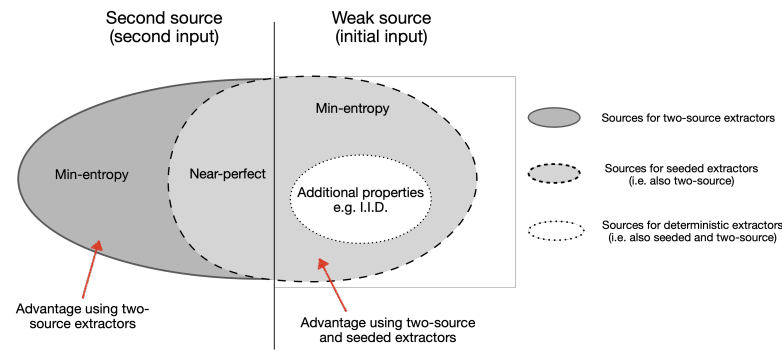 Second source
(second input)
Weak source
(initial input)
Min-entropy
Near-perfect
Min-entropy
Additional properties
e.g. I.I.D.
Advantage using two-
source extractors
Advantage using two-source
and seeded extractors
Sources for two-source extractors
Sources for seeded extractors
(i.e. also two-source)
Sources for deterministic extractors
(i.e. also seeded and two-source)